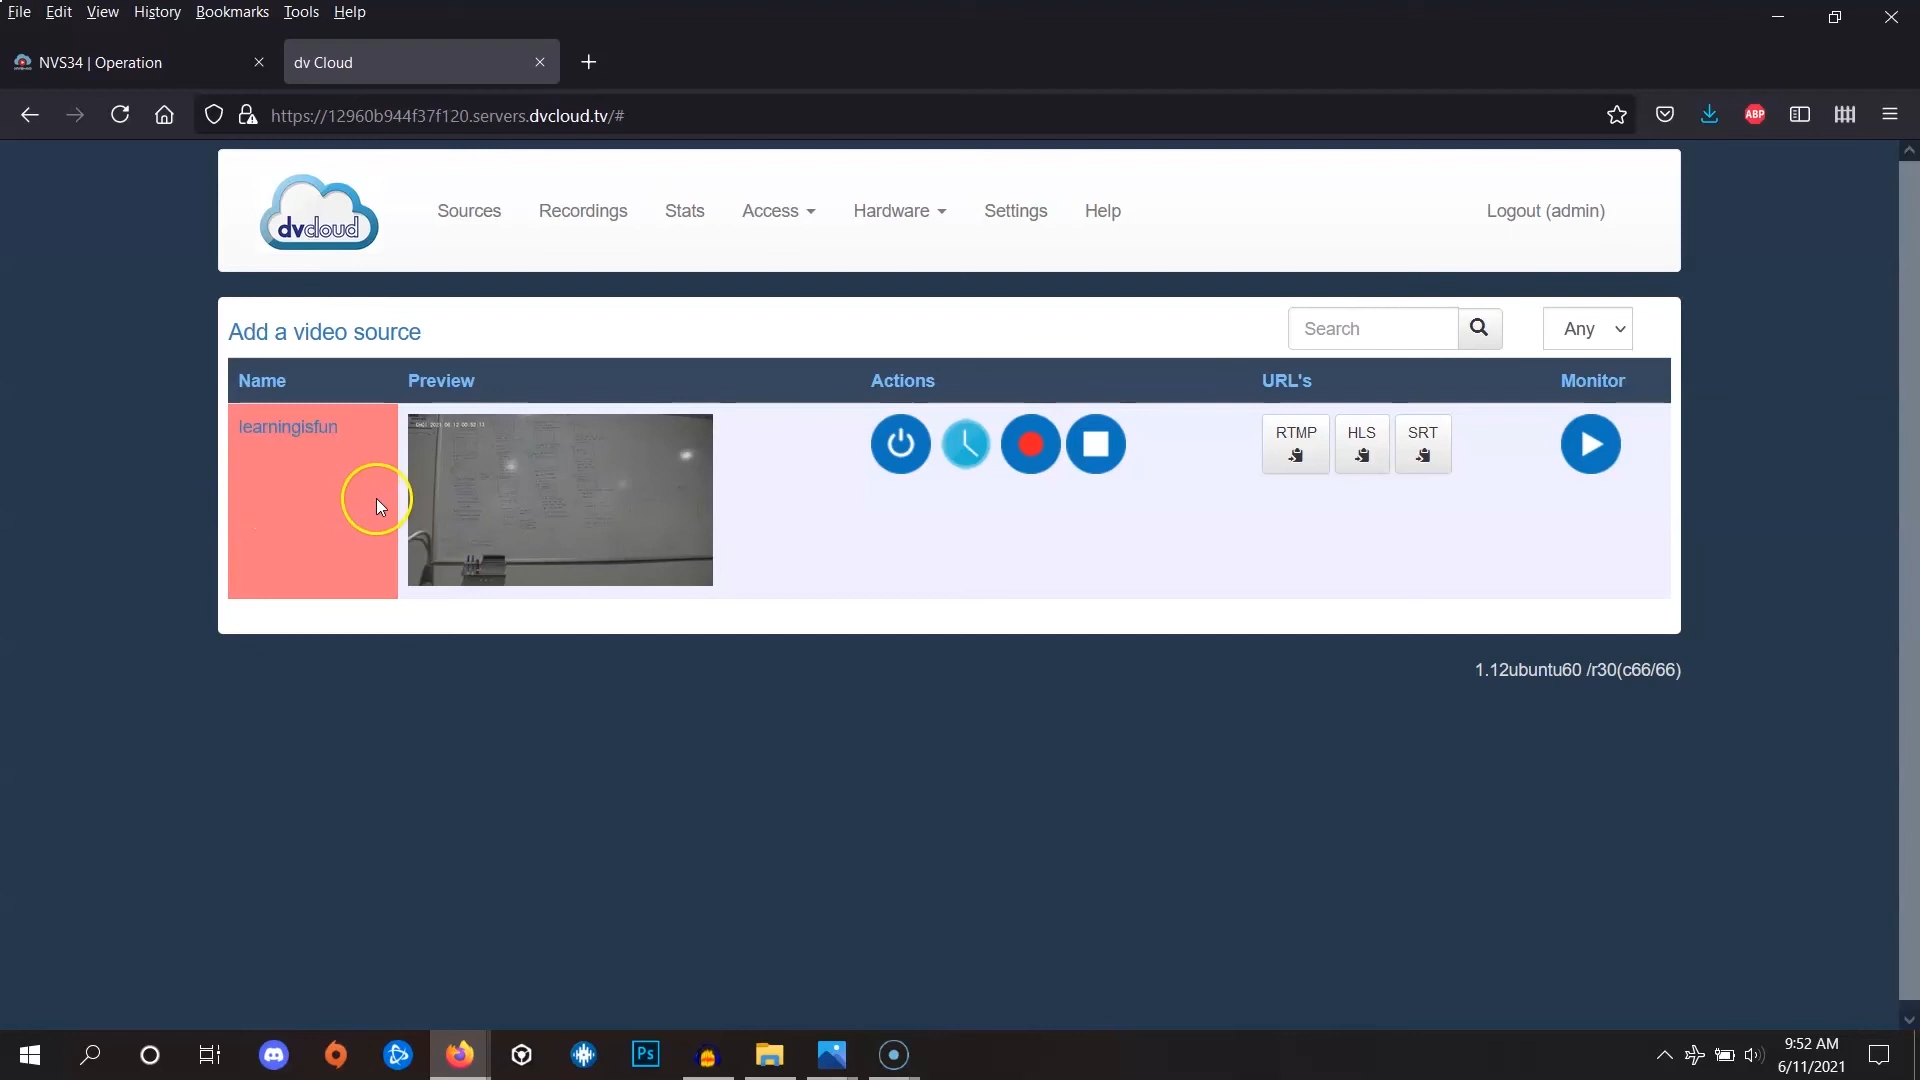 File Edit View History Bookmarks Tools Help
NVS34 | Operation
dv Cloud
https://12960b944f37f120.servers.dvcloud.tv/#
ABP
dvcloud
Sources Recordings Stats Access Hardware Settings Help Logout (admin)
Add a video source
Search
Any
Name Preview Actions URL's Monitor
learningisfun
RTMP HLS SRT
1.12ubuntu60 /r30(c66/66)
Ps
9:52 AM
6/11/2021